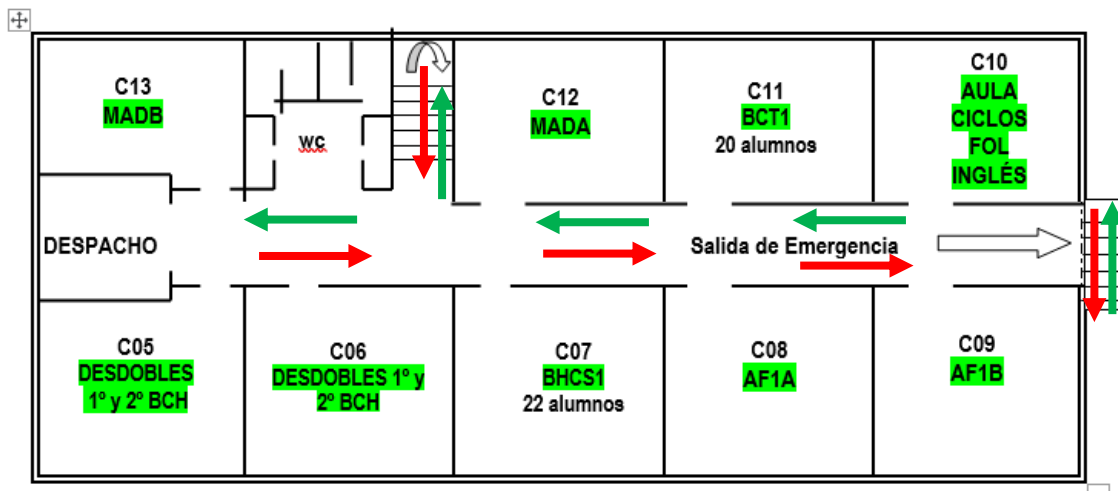 C13
MADB
wc
C12
MADA
C11
BCT1
20 alumnos
C10
AULA
CICLOS
FOL
INGLÉS
DESPACHO
Salida de Emergencia
C05
DESDOBLES
1º y 2º BCH
C06
DESDOBLES 1º y
2º BCH
C07
BHCS1
22 alumnos
C08
AF1A
C09
AF1B